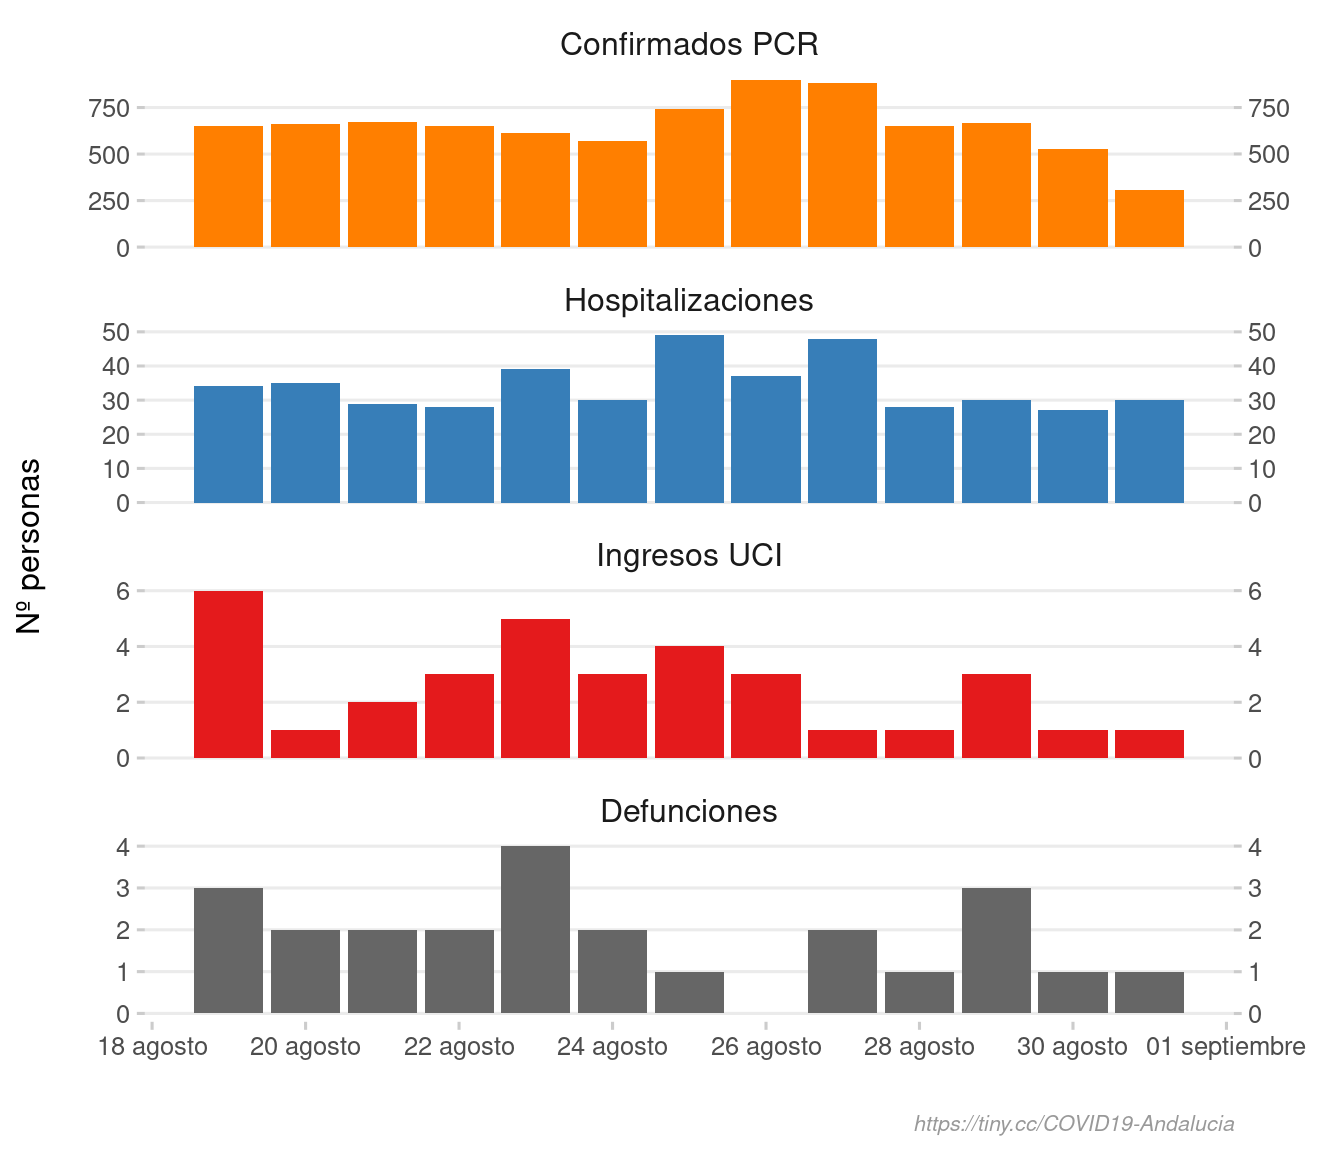 Confirmados PCR
750 750
500 500
250 250
0 0
Hospitalizaciones
50 50
40 40
30 30
20 20
10 10
0 0
Nº personas
Ingresos UCI
6 6
4 4
2 2
0 0
Defunciones
4 4
3 3
2 2
1 1
0 0
18 agosto 20 agosto 22 agosto 24 agosto 26 agosto 28 agosto 30 agosto 01 septiembre
https://tiny.cc/COVID19-Andalucia